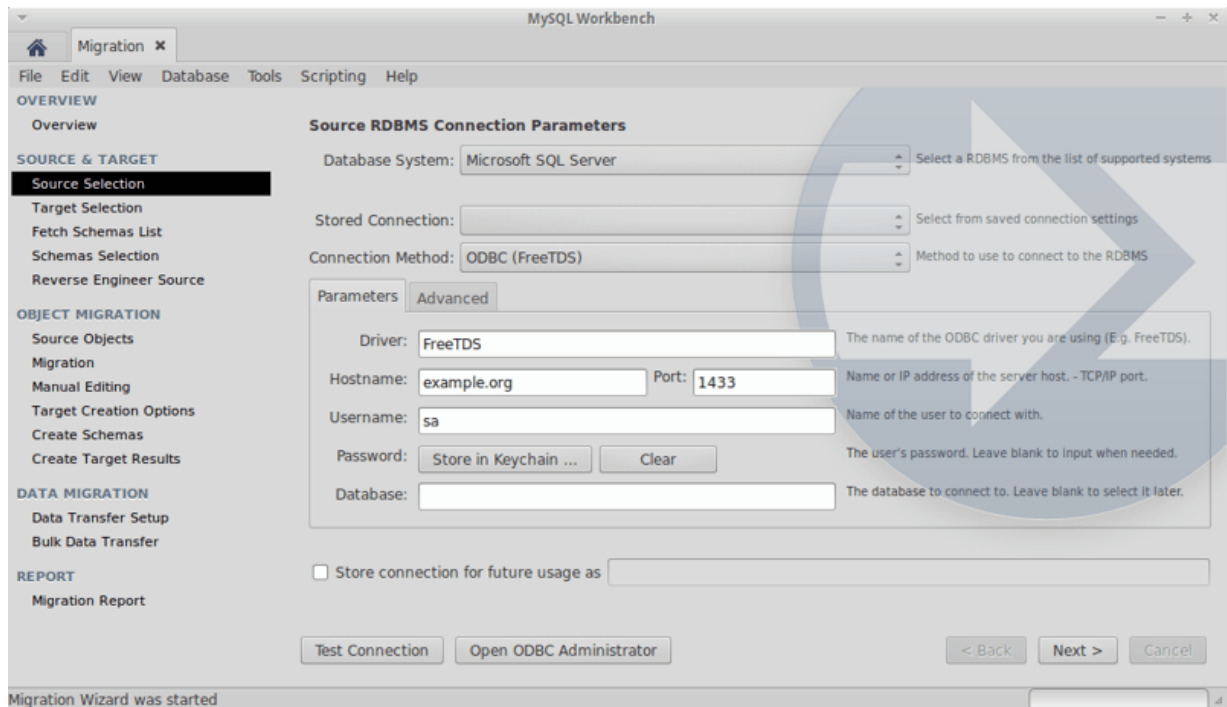 MySQL Workbench
Migration
File Edit View Database Tools Scripting Help
OVERVIEW
Overview
SOURCE & TARGET
Source Selection
Target Selection
Fetch Schemas List
Schemas Selection
Reverse Engineer Source
OBJECT MIGRATION
Source Objects
Migration
Manual Editing
Target Creation Options
Create Schemas
Create Target Results
DATA MIGRATION
Data Transfer Setup
Bulk Data Transfer
REPORT
Migration Report
Source RDBMS Connection Parameters
Database System: Microsoft SQL Server Select a RDBMS from the list of supported systems
Stored Connection: Select from saved connection settings
Connection Method: ODBC (FreeTDS) Method to use to connect to the RDBMS
Parameters Advanced
Driver: FreeTDS The name of the ODBC driver you are using (E.g. FreeTDS).
Hostname: example.org Port: 1433 Name or IP address of the server host. - TCP/IP port.
Username: sa Name of the user to connect with.
Password: Store in Keychain ... Clear The user's password. Leave blank to input when needed.
Database: The database to connect to. Leave blank to select it later.
Store connection for future usage as
Test Connection Open ODBC Administrator < Back Next > Cancel
Migration Wizard was started